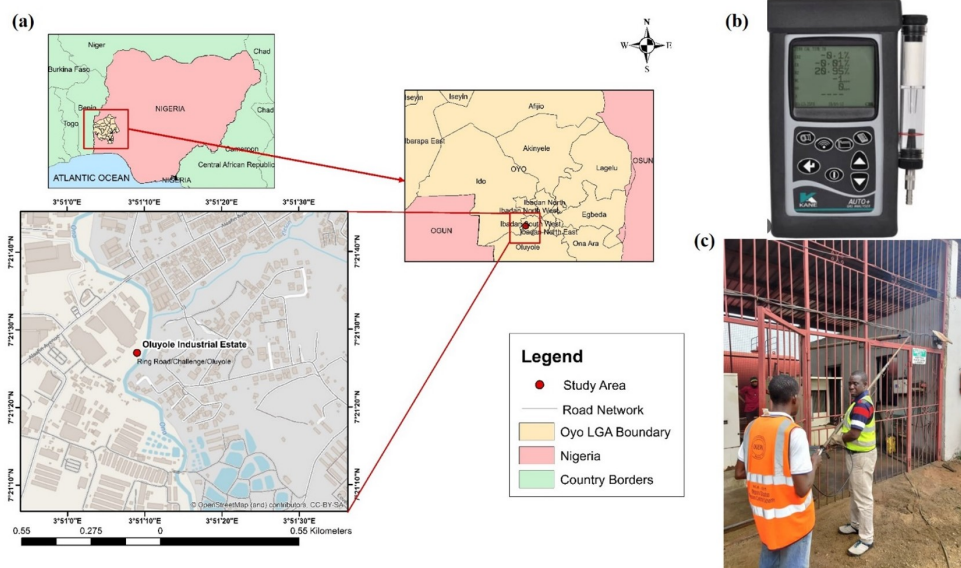 (a)
Niger
Chad
Burkina Faso
Benin
NIGERIA
Togo
Chad
Cameroon
Central African Republic
ATLANTIC OCEAN
NIGERIA
N
W E
S
Iseyin
Iseyin
Afijio
Ibarapa East
Akinyele
OYO
Lagelu
OSUN
Ido
Ibadan North
Ibadan North West
Egbeda
OGUN
Ibadan South West
Ibadan North East
Ona Ara
Oluyole
3°51'0"E 3°51'10"E 3°51'20"E 3°51'30"E
7°21'40"N
7°21'40"N
7°21'30"N
7°21'30"N
Oluyole Industrial Estate
Ring Road/Challenge/Oluyole
7°21'20"N
7°21'20"N
7°21'10"N
7°21'10"N
© OpenStreetMap (and) contributors, CC-BY-SA
3°51'0"E 3°51'10"E 3°51'20"E 3°51'30"E
0.55 0.275 0 0.55 Kilometers
Legend
Study Area
Road Network
Oyo LGA Boundary
Nigeria
Country Borders
(b)
KANE
AUTO+
(c)